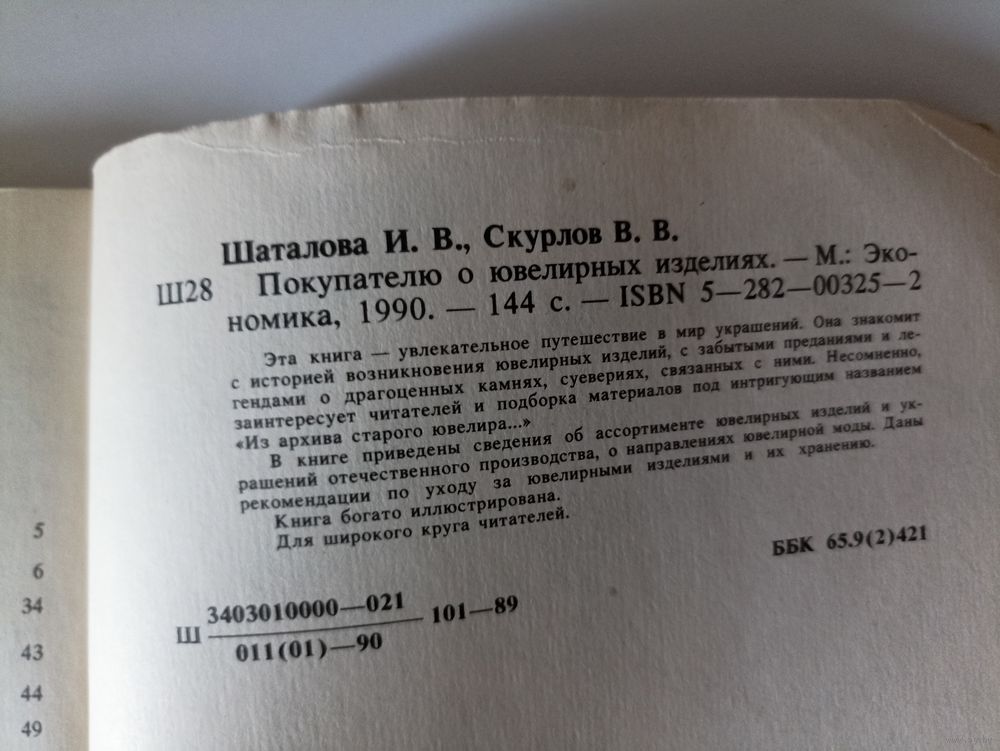 Шаталова И. В., Скурлов В. В.
Ш28 Покупателю о ювелирных изделиях. — М.: Эко-
номика, 1990. — 144 с. — ISBN 5—282—00325—2
Эта книга — увлекательное путешествие в мир украшений. Она знакомит
с историей возникновения ювелирных изделий, с забытыми преданиями и ле-
гендами о драгоценных камнях, суевериях, связанных с ними. Несомненно,
заинтересует читателей и подборка материалов под интригующим названием
«Из архива старого ювелира...»
В книге приведены сведения об ассортименте ювелирных изделий и ук-
рашений отечественного производства, о направлениях ювелирной моды. Даны
рекомендации по уходу за ювелирными изделиями и их хранению.
Книга богато иллюстрирована.
Для широкого круга читателей.
ББК 65.9(2)421
Ш 3403010000—021 101—89
011(01)—90
5
6
34
43
44
49